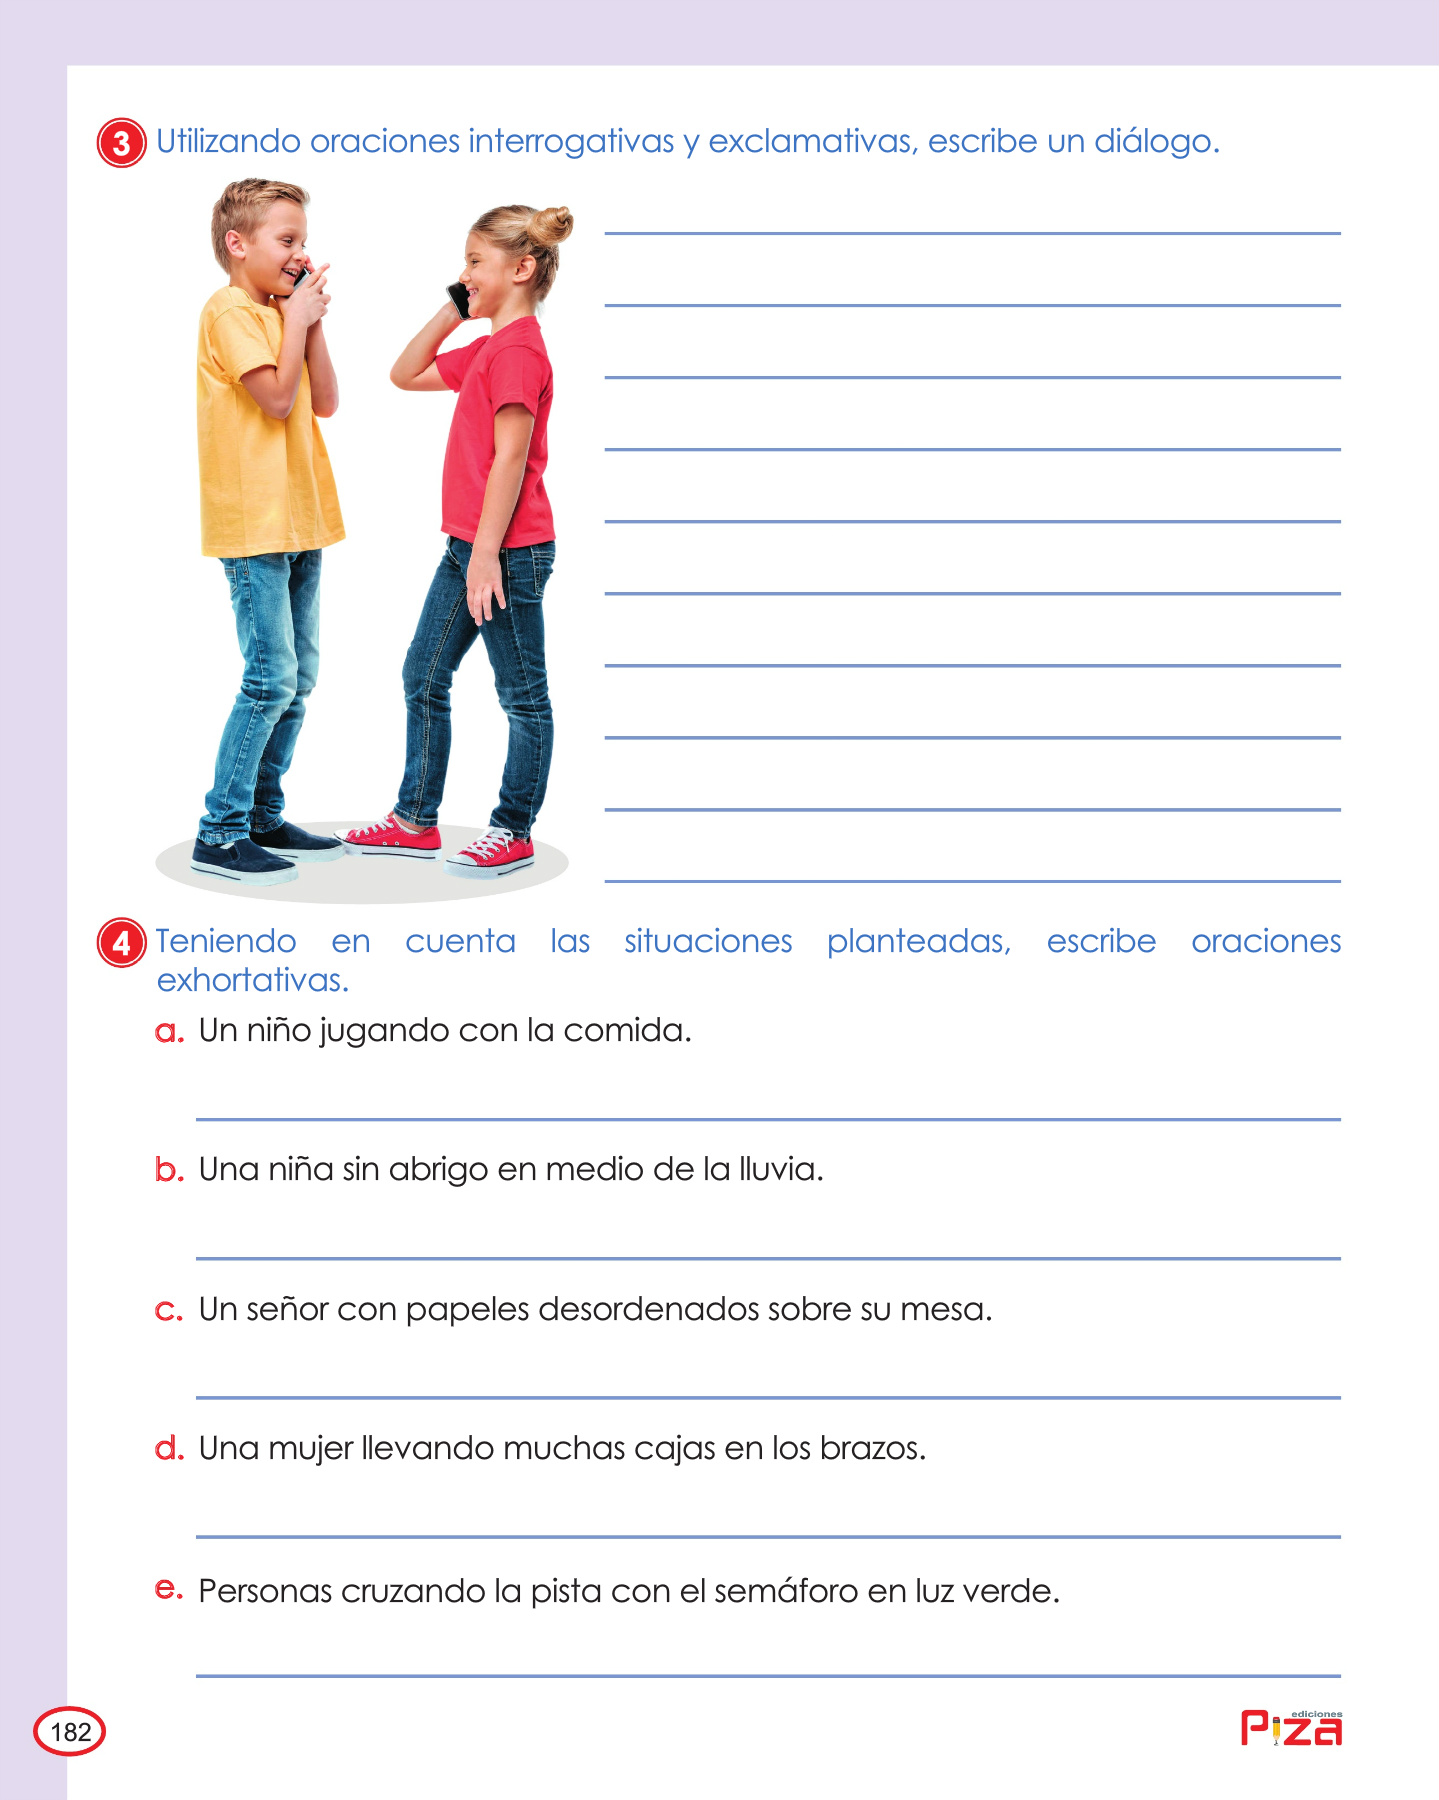 3 Utilizando oraciones interrogativas y exclamativas, escribe un diálogo.
4 Teniendo en cuenta las situaciones planteadas, escribe oraciones
exhortativas.
a. Un niño jugando con la comida.
b. Una niña sin abrigo en medio de la lluvia.
c. Un señor con papeles desordenados sobre su mesa.
d. Una mujer llevando muchas cajas en los brazos.
e. Personas cruzando la pista con el semáforo en luz verde.
182
ediciones
Piza